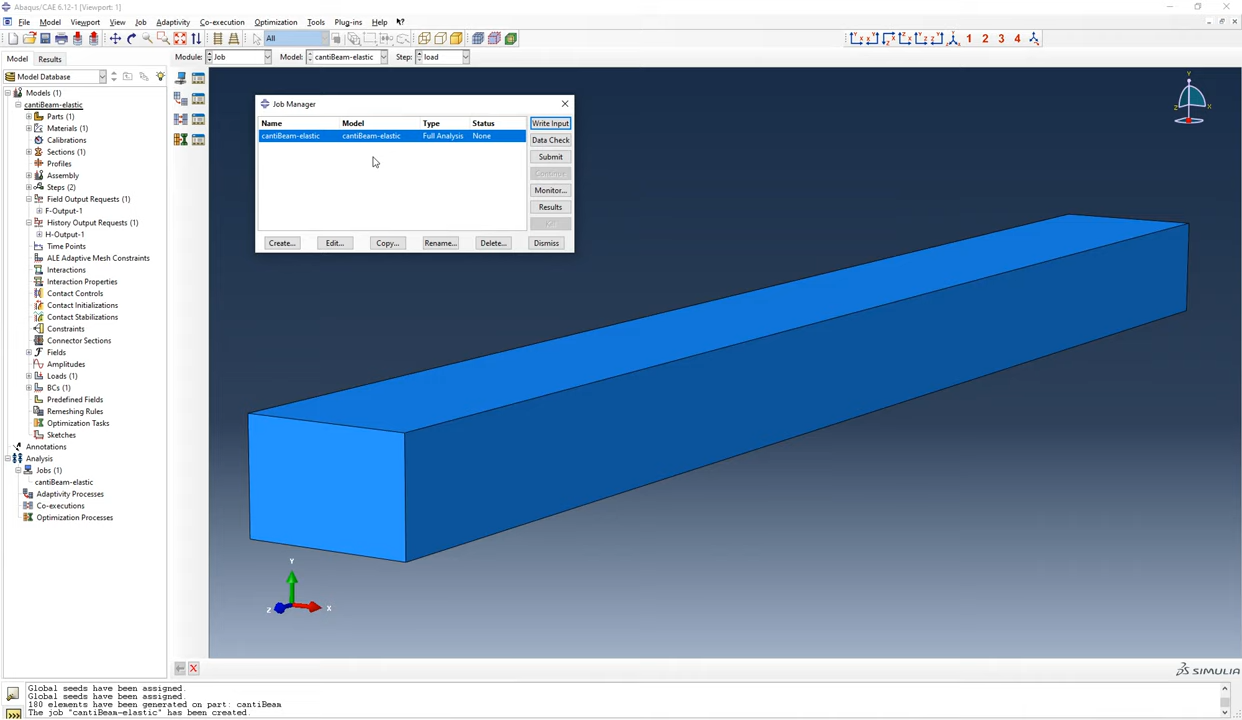 Abaqus/CAE 6.12-1 [Viewport: 1]
File Model Viewport View Job Adaptivity Co-execution Optimization Tools Plug-ins Help
All
1 2 3 4
Model Results Module: Job Model: cantiBeam-elastic Step: load
Model Database
Models (1)
cantiBeam-elastic
Parts (1)
Materials (1)
Calibrations
Sections (1)
Profiles
Assembly
Steps (2)
Field Output Requests (1)
F-Output-1
History Output Requests (1)
H-Output-1
Time Points
ALE Adaptive Mesh Constraints
Interactions
Interaction Properties
Contact Controls
Contact Initializations
Contact Stabilizations
Constraints
Connector Sections
Fields
Amplitudes
Loads (1)
BCs (1)
Predefined Fields
Remeshing Rules
Optimization Tasks
Sketches
Annotations
Analysis
Jobs (1)
cantiBeam-elastic
Adaptivity Processes
Co-executions
Optimization Processes
Job Manager
Name Model Type Status
cantiBeam-elastic cantiBeam-elastic Full Analysis None
Write Input
Data Check
Submit
Continue
Monitor...
Results
Create... Edit... Copy... Rename... Delete... Dismiss
Y
Z X
Y
Z X
SIMULIA
Global seeds have been assigned.
Global seeds have been assigned.
180 elements have been generated on part: cantiBeam
The job "cantiBeam-elastic" has been created.